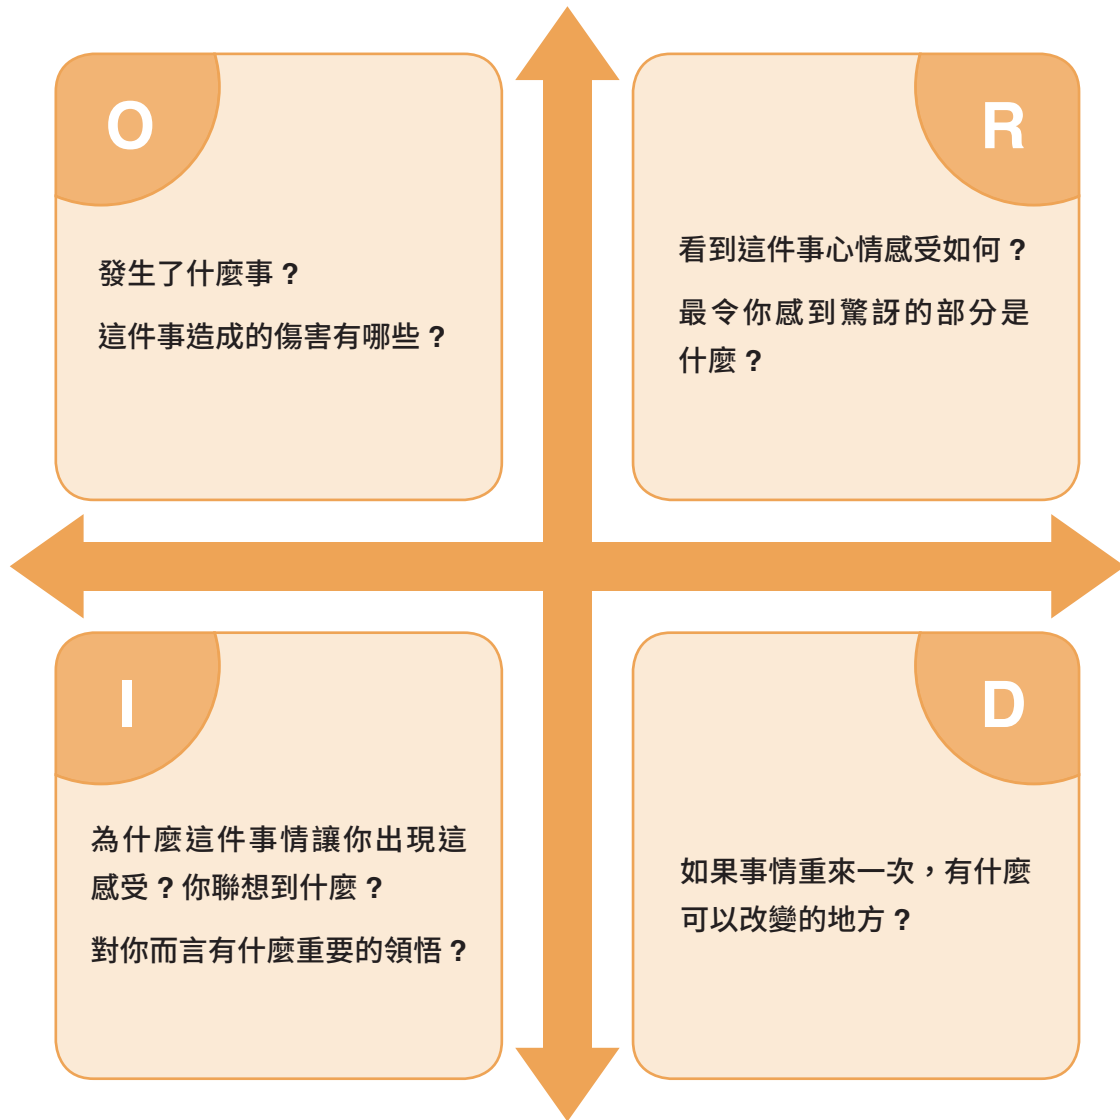 O
發生了什麼事？
這件事造成的傷害有哪些？
R
看到這件事心情感受如何？
最令你感到驚訝的部分是
什麼？
I
為什麼這件事情讓你出現這
感受？你聯想到什麼？
對你而言有什麼重要的領悟？
D
如果事情重來一次，有什麼
可以改變的地方？